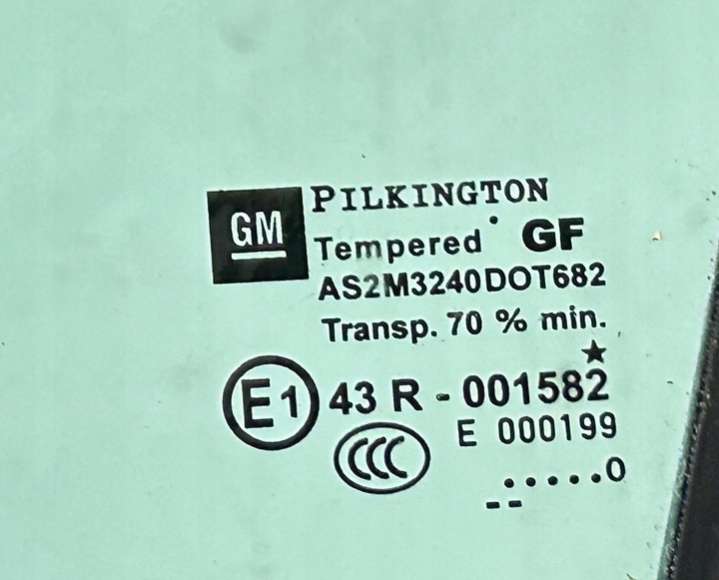 GM
PILKINGTON
Tempered GF
AS2M3240DOT682
Transp. 70 % min.
E1 43 R - 001582
CCC E 000199
.....0
--